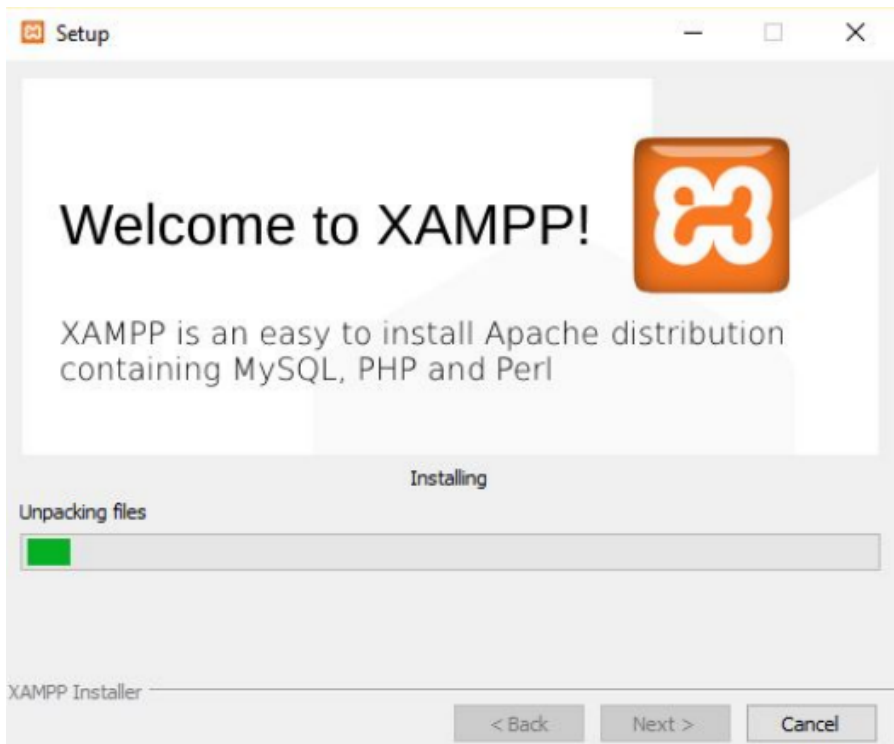 Setup
Welcome to XAMPP!
XAMPP is an easy to install Apache distribution
containing MySQL, PHP and Perl
Installing
Unpacking files
XAMPP Installer
< Back
Next >
Cancel